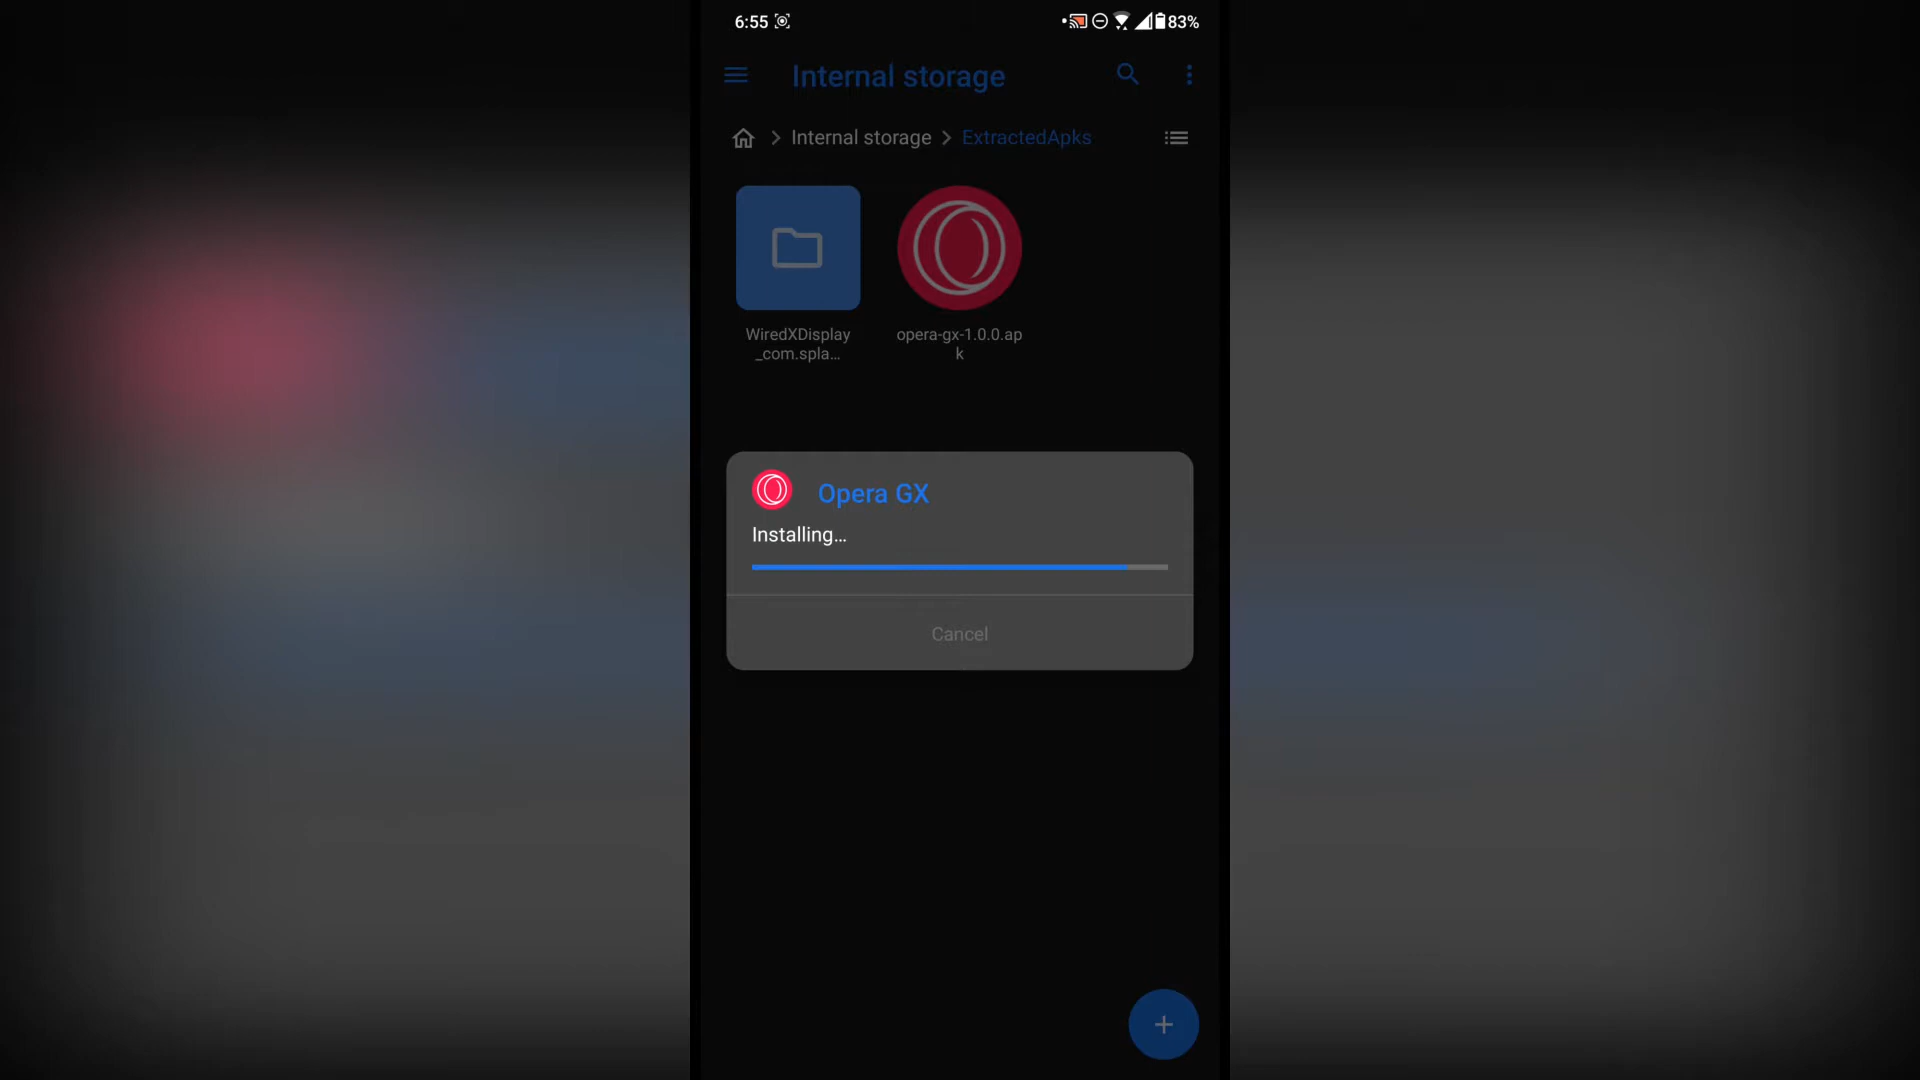 6:55 83%
Internal storage
Internal storage ExtractedApks
WiredXDisplay
_com.spla...
opera-gx-1.0.0.ap
k
Opera GX
Installing...
Cancel